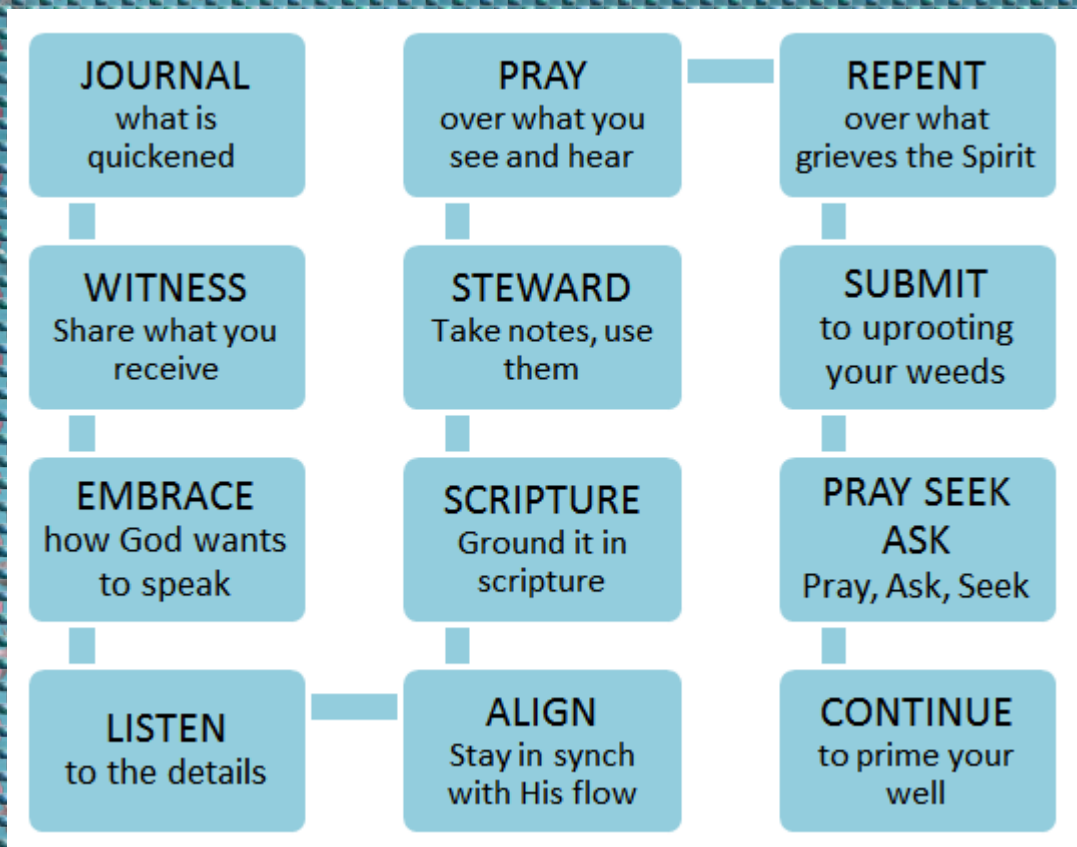 JOURNAL
what is
quickened
WITNESS
Share what you
receive
EMBRACE
how God wants
to speak
LISTEN
to the details
ALIGN
Stay in synch
with His flow
SCRIPTURE
Ground it in
scripture
STEWARD
Take notes, use
them
PRAY
over what you
see and hear
REPENT
over what
grieves the Spirit
SUBMIT
to uprooting
your weeds
PRAY SEEK
ASK
Pray, Ask, Seek
CONTINUE
to prime your
well